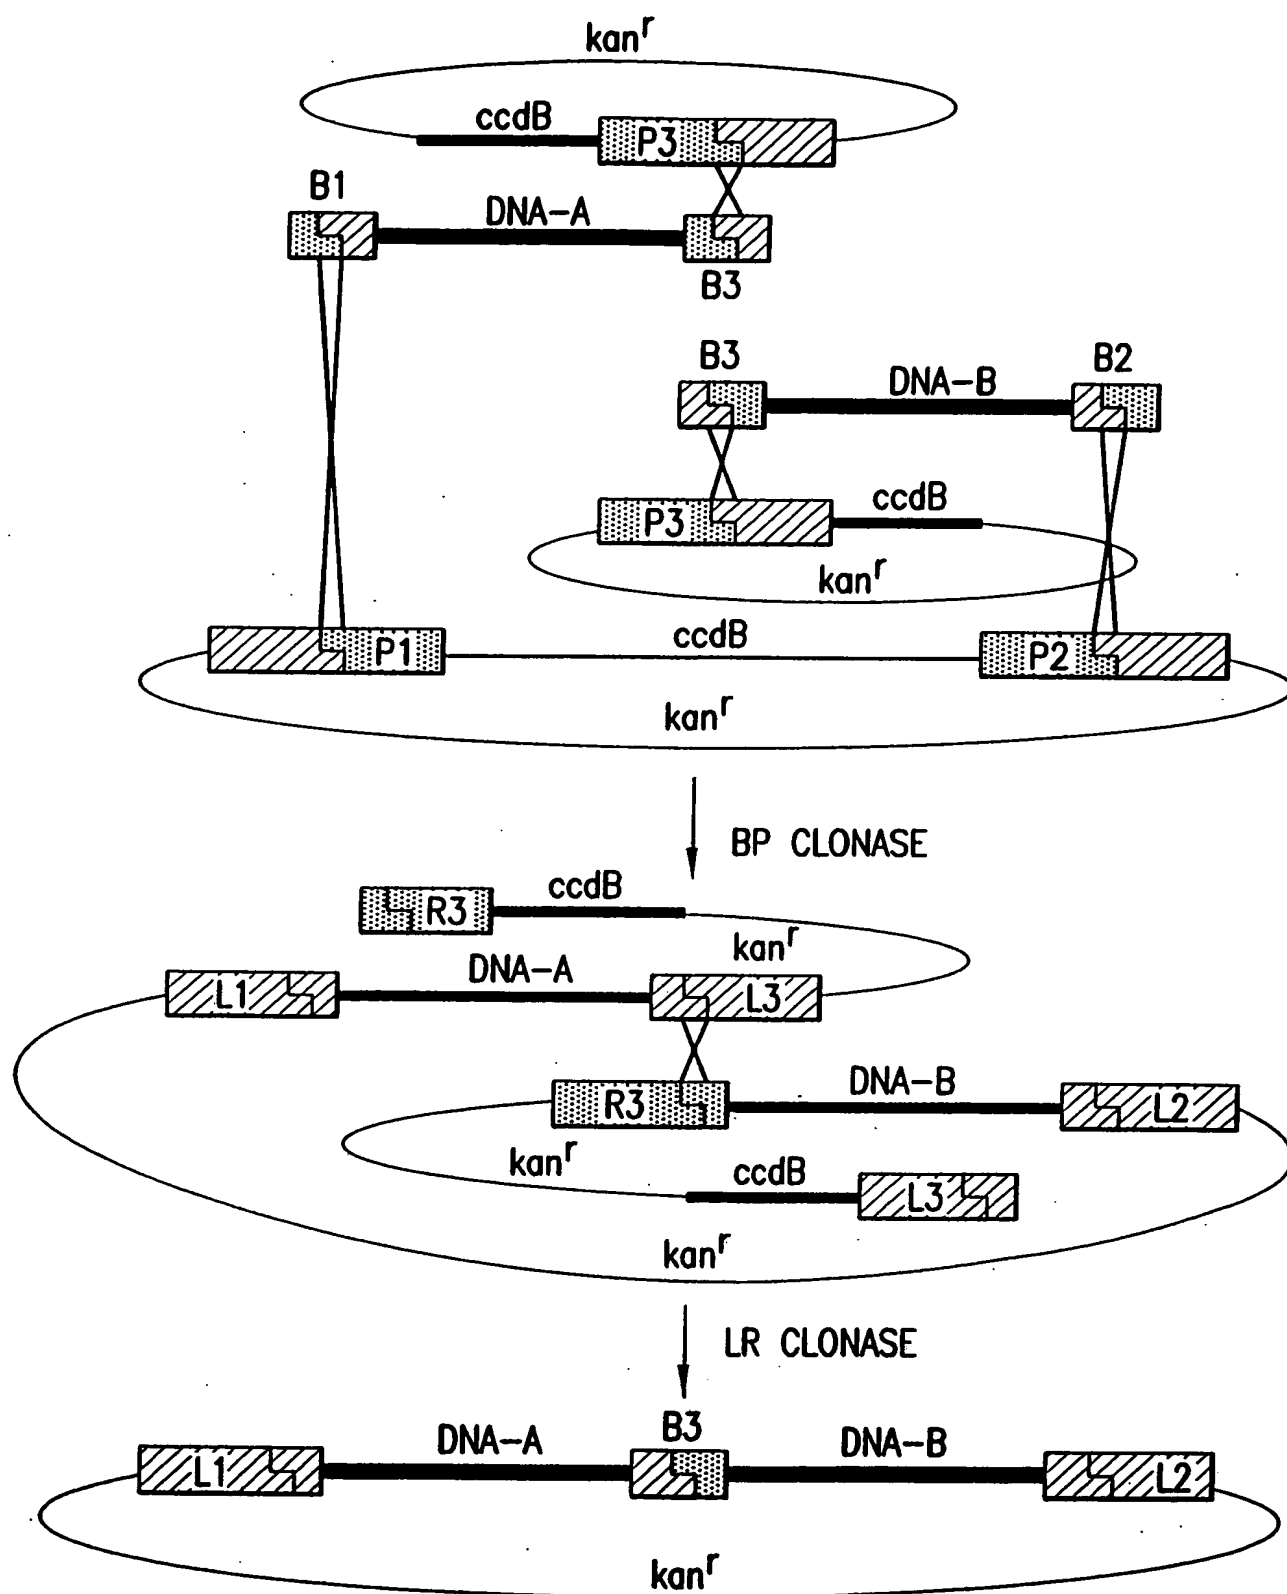 kanʳ
ccdB
P3
B1
DNA-A
B3
B3
DNA-B
B2
P3
ccdB
kanʳ
P1
ccdB
P2
kanʳ
BP CLONASE
R3
ccdB
kanʳ
L1
DNA-A
L3
R3
DNA-B
L2
kanʳ
ccdB
L3
kanʳ
LR CLONASE
B3
L1
DNA-A
DNA-B
L2
kanʳ